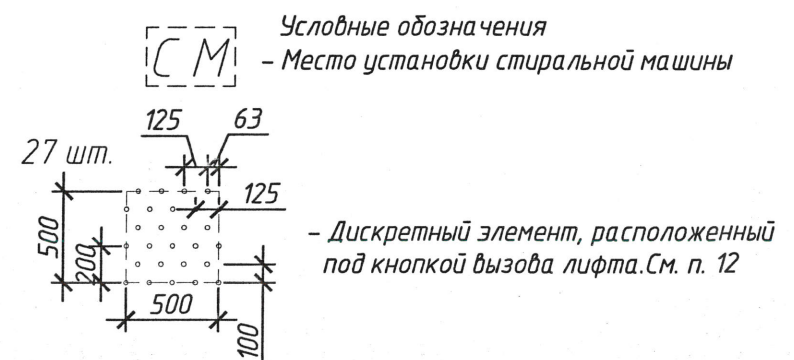 Условные обозначения
СМ – Место установки стиральной машины
125 63
27 шт.
125
500
200
– Дискретный элемент, расположенный
под кнопкой вызова лифта.См. п. 12
500
100